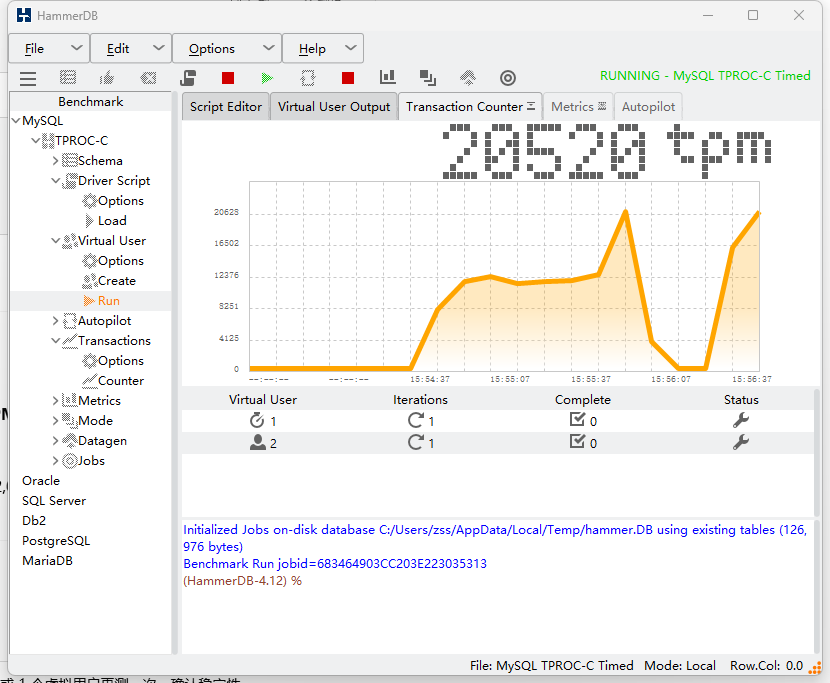 HammerDB
File Edit Options Help
RUNNING - MySQL TPROC-C Timed
Benchmark
MySQL
TPROC-C
Schema
Driver Script
Options
Load
Virtual User
Options
Create
Run
Autopilot
Transactions
Options
Counter
Metrics
Mode
Datagen
Jobs
Oracle
SQL Server
Db2
PostgreSQL
MariaDB
Script Editor Virtual User Output Transaction Counter Metrics Autopilot
20520 tpm
20628
16502
12376
8251
4125
0
--:--:-- --:--:-- 15:54:37 15:55:07 15:55:37 15:56:07 15:56:37
Virtual User Iterations Complete Status
1 1 0
2 1 0
Initialized Jobs on-disk database C:/Users/zss/AppData/Local/Temp/hammer.DB using existing tables (126,
976 bytes)
Benchmark Run jobid=683464903CC203E223035313
(HammerDB-4.12) %
File: MySQL TPROC-C Timed Mode: Local Row.Col: 0.0